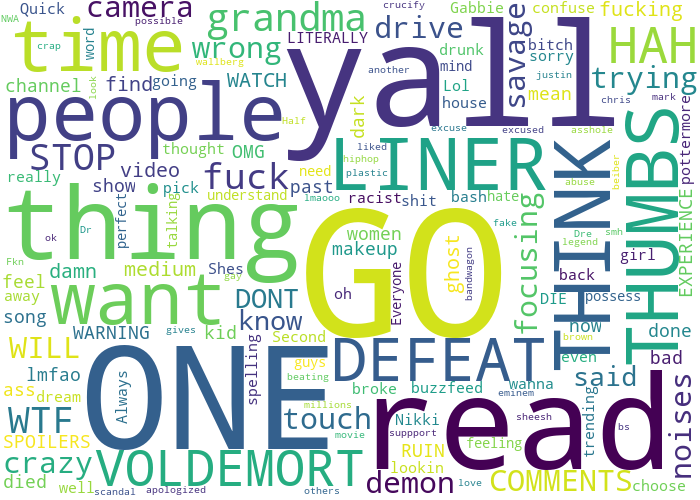 Quick camera grandma drive Gabbie confuse fucking
NWA possible crucify
crap time word wrong LITERALLY drunk savage bitch sorry HAH
channel going wallberg yall Lol mind another justin chris mark
look find WATCH camera house mean trying
people Half dark excuse excused asshole
STOP thought OMG liked LINER THINK THUMBS pottermore
really video fuck need hiphop plastic abuse beiber
show pick past lmaooo racist shit bash hate
perfect talking understand women fake Dre legend smh EXPERIENCE
Dr thing makeup ghost focusing back girl
ok gay Shes Everyone bandwagon
Fkn feel damn medium DONT oh GO DIE possess
away want know how done
song WARNING gives kid Second DEFEAT even bad
WILL lmfao spelling guys brown said
ass dream Always ONE beating broke buzzfeed wanna trending
WTF millions touch Nikki eminem sheesh bs noises
SPOILERS movie lookin suppport read
crazy VOLDEMORT RUIN feeling COMMENTS
died well scandal apologized others demon love choose